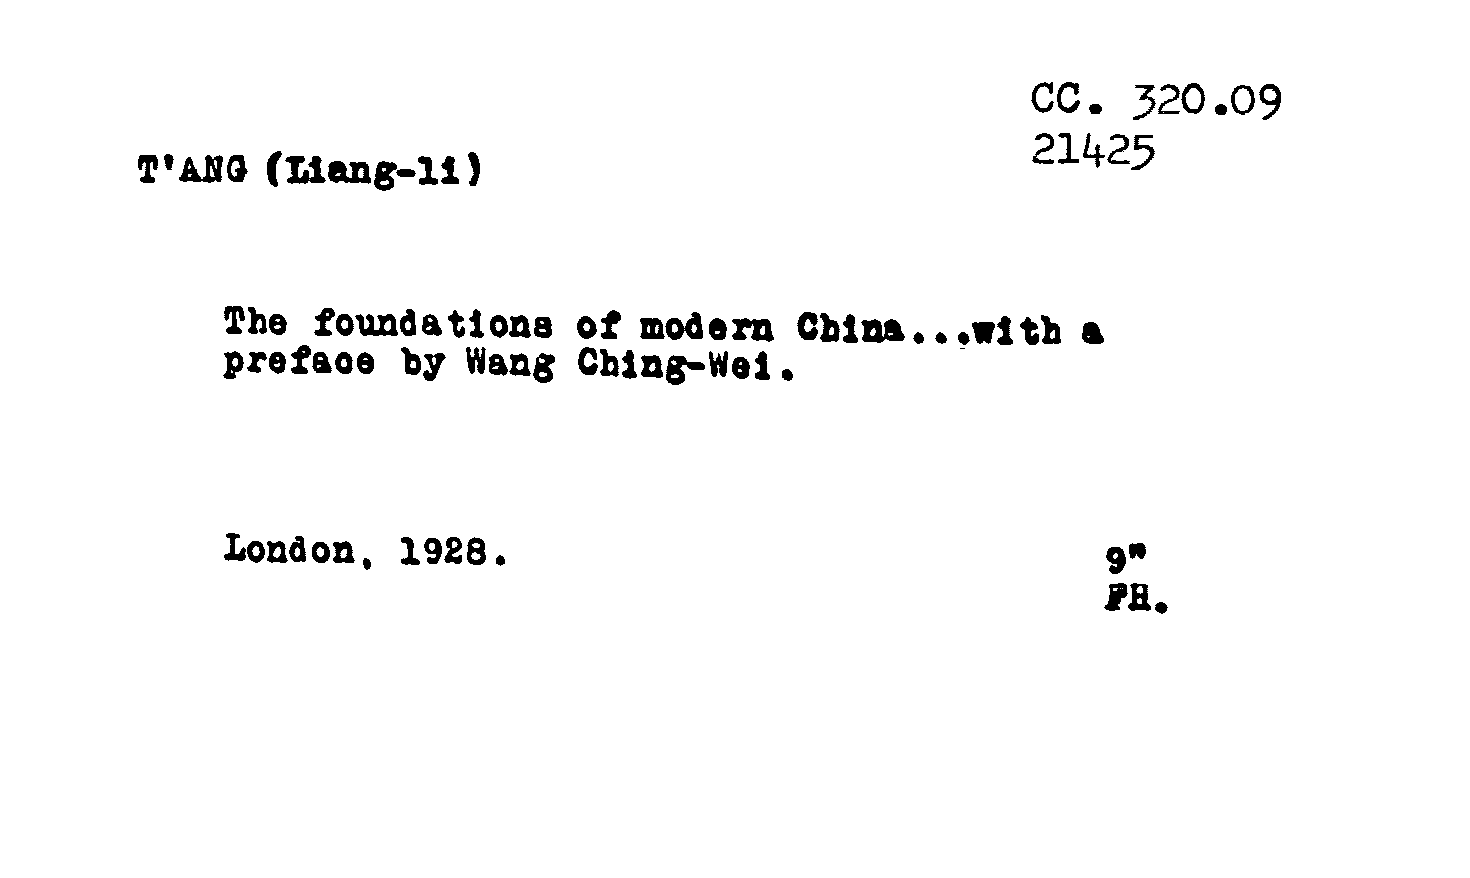 CC. 320.09
21425
T'ANG (Liang-li)
The foundations of modern China...with a
preface by Wang Ching-Wei.
London, 1928.
9"
FH.